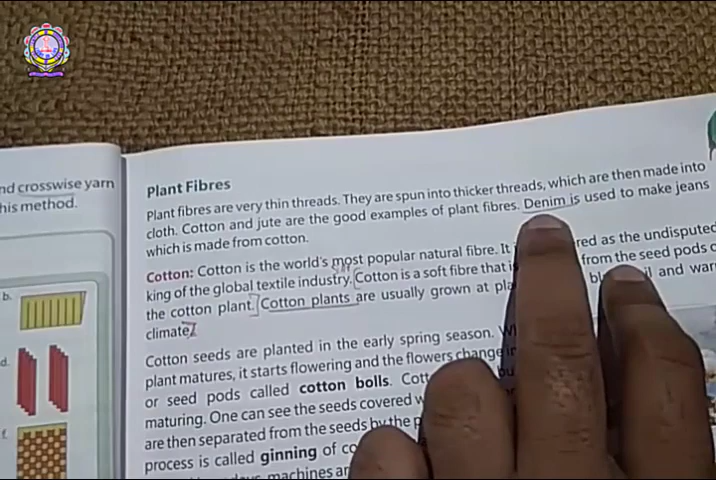 nd crosswise yarn
his method.
b.
d.
f.
Plant Fibres
Plant fibres are very thin threads. They are spun into thicker threads, which are then made into
cloth. Cotton and jute are the good examples of plant fibres. Denim is used to make jeans
which is made from cotton.
Cotton: Cotton is the world's most popular natural fibre. It red as the undisputed
king of the global textile industry. Cotton is a soft fibre that from the seed pods o
the cotton plant. Cotton plants are usually grown at pla bl il and war
climate.
Cotton seeds are planted in the early spring season. W
plant matures, it starts flowering and the flowers change in
or seed pods called cotton bolls. Cott bu
maturing. One can see the seeds covered w
are then separated from the seeds by the p
process is called ginning of co
machines ar